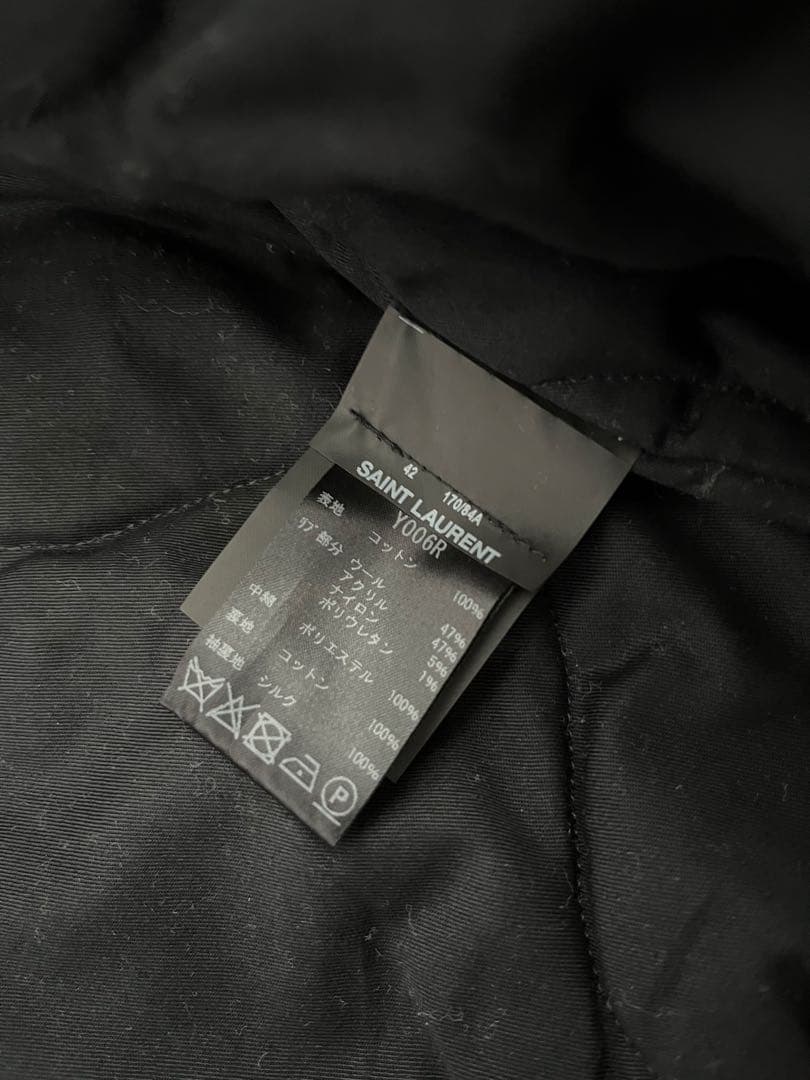 42 170/84A
SAINT LAURENT
Y006R
表地 コットン 100%
ﾘﾌﾞ部分 ウール 47%
アクリル 47%
ナイロン 5%
ポリウレタン 1%
中綿 ポリエステル 100%
裏地 コットン 100%
袖裏地 シルク 100%
P